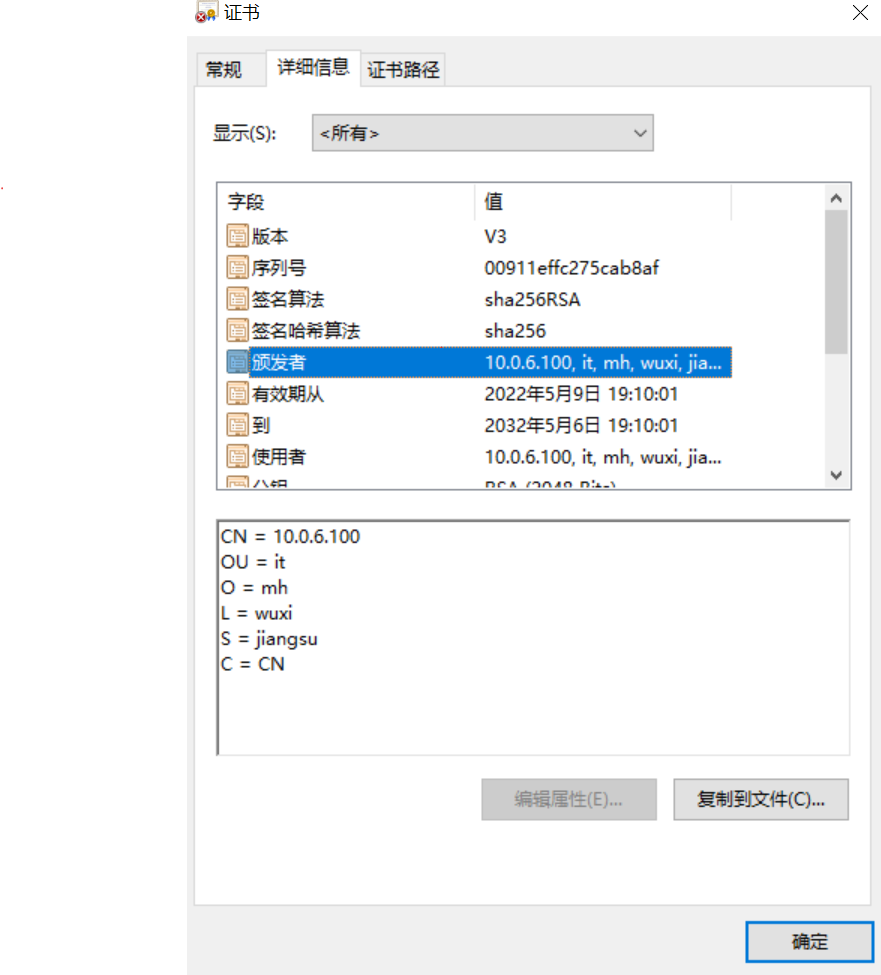 证书
常规 详细信息 证书路径
显示(S): <所有>
字段 值
版本 V3
序列号 00911effc275cab8af
签名算法 sha256RSA
签名哈希算法 sha256
颁发者 10.0.6.100, it, mh, wuxi, jia...
有效期从 2022年5月9日 19:10:01
到 2032年5月6日 19:10:01
使用者 10.0.6.100, it, mh, wuxi, jia...
公钥 RSA (2048 Bits)
CN = 10.0.6.100
OU = it
O = mh
L = wuxi
S = jiangsu
C = CN
编辑属性(E)... 复制到文件(C)...
确定